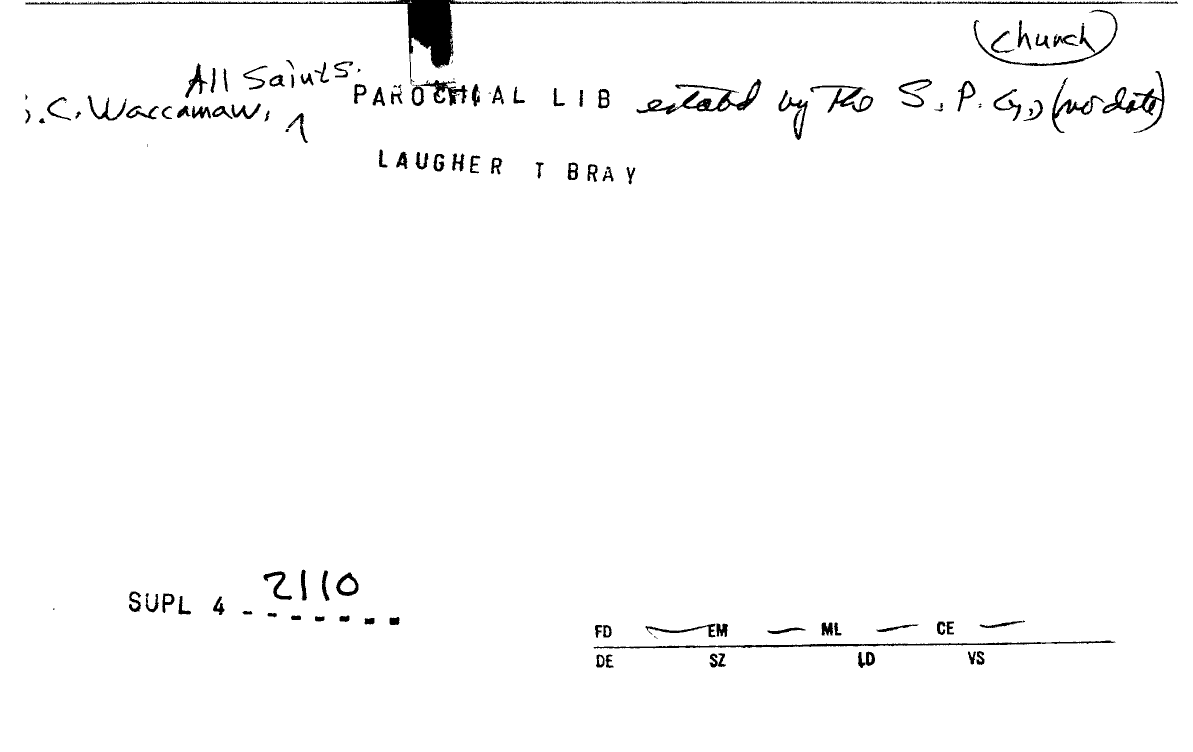 Church
All Saints.
S.C. Waccamaw, ^ PAROCHIAL LIB estabd by The S.P.G., (no date)
LAUGHER T BRAY
2110
SUPL 4 - - - - - - -
FD EM ML CE
DE SZ LD VS